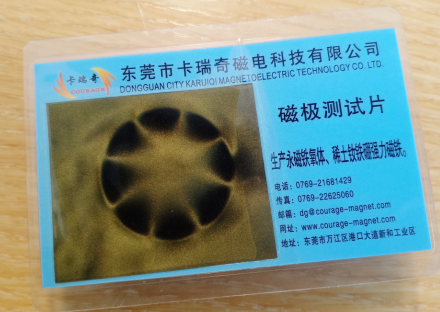 卡瑞奇
COURAGE
东莞市卡瑞奇磁电科技有限公司
DONGGUAN CITY KARUIQI MAGNETOELECTRIC TECHNOLOGY CO.LTD.
磁极测试片
生产永磁铁氧体、稀土钕铁硼强力磁铁。
电话：0769-21681429
传真：0769-22625060
邮箱：dg@courage-magnet.com
网址：www.courage-magnet.com
地址：东莞市万江区港口大道新和工业区